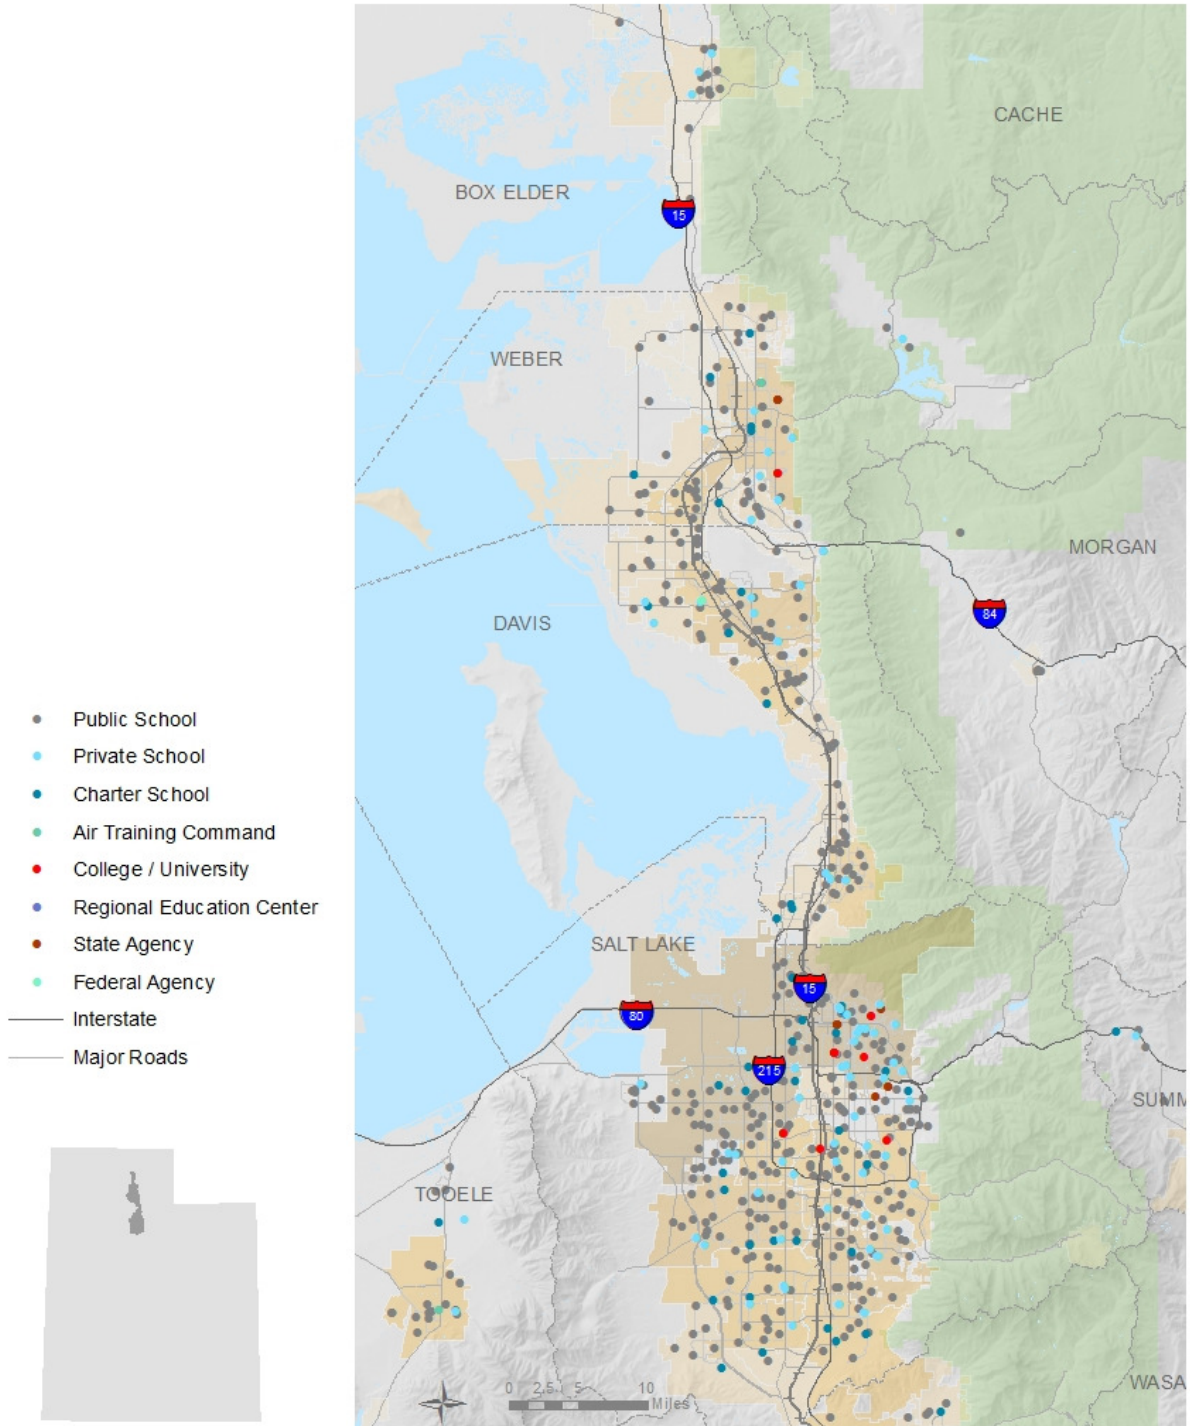 CACHE
BOX ELDER
15
WEBER
MORGAN
84
DAVIS
Public School
Private School
Charter School
Air Training Command
College / University
Regional Education Center
State Agency
Federal Agency
Interstate
Major Roads
SALT LAKE
15
80
215
SUMM
TOOELE
WASA
0 2.5 5 10
Miles